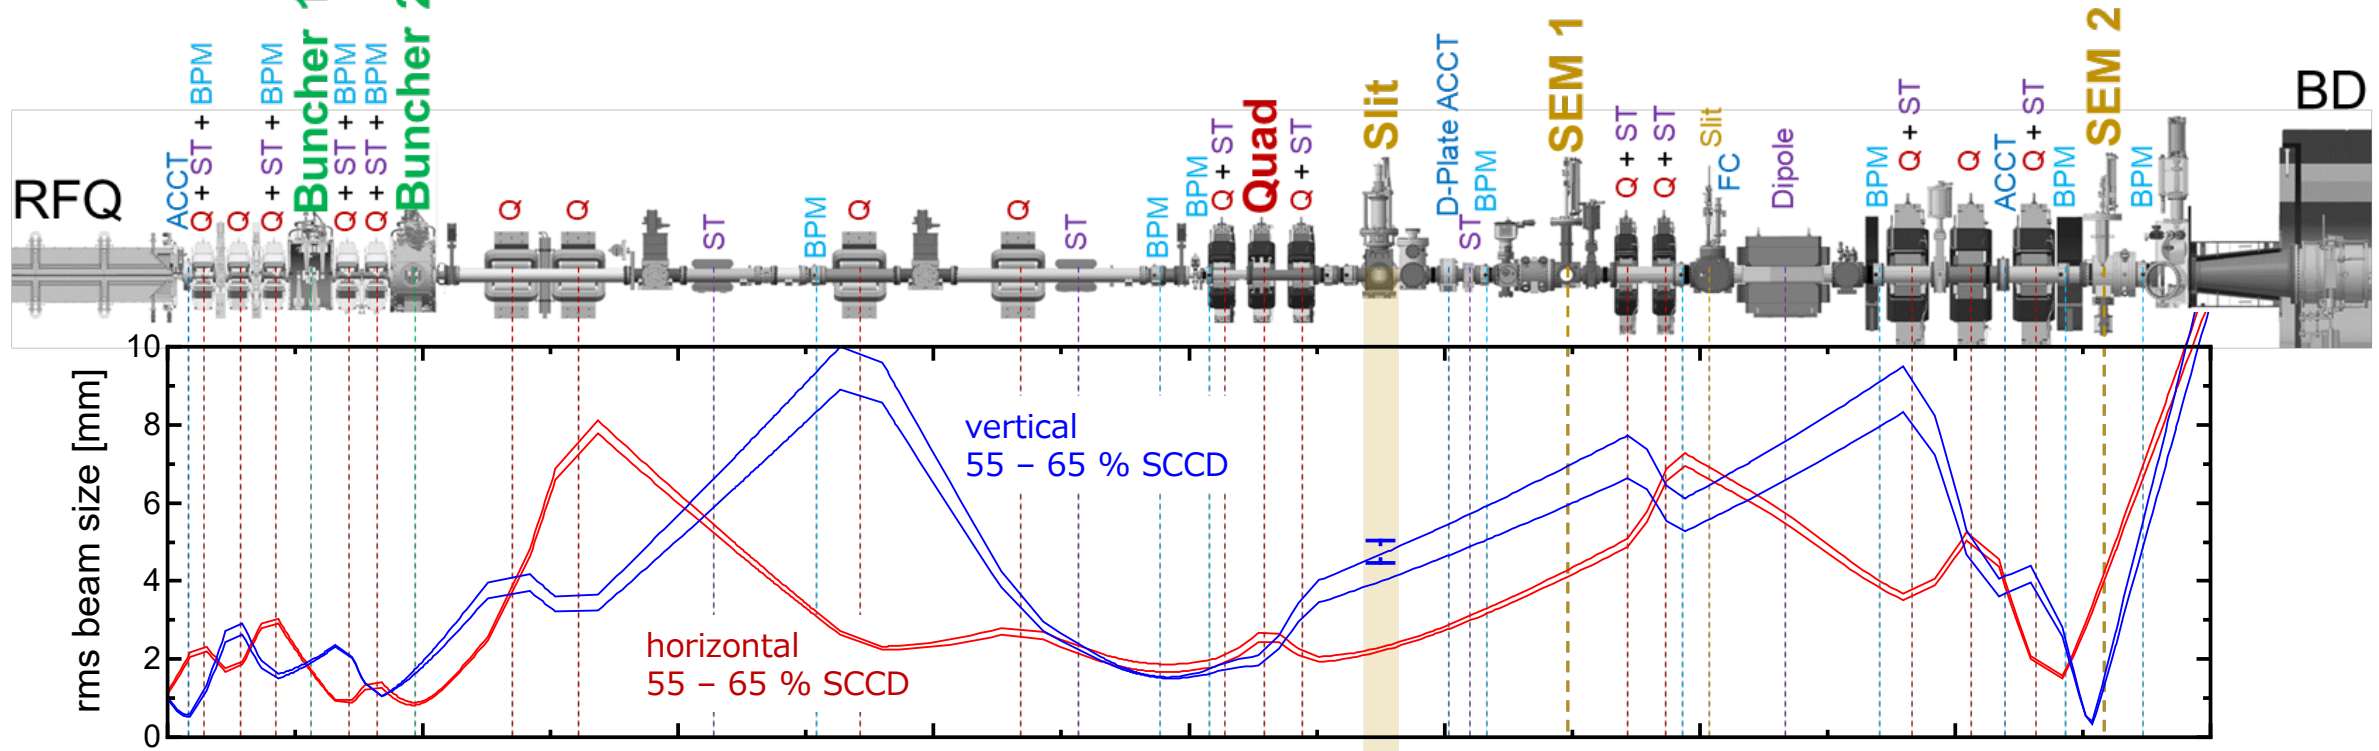 RFQ
ACCT
Q + ST + BPM
Q
Q + ST + BPM
Buncher 1
Q + ST + BPM
Q + ST + BPM
Buncher 2
Q
Q
ST
BPM
Q
Q
ST
BPM
BPM
Q + ST
Quad
Q + ST
Slit
D-Plate ACCT
ST
BPM
SEM 1
Q + ST
Q + ST
Slit
FC
Dipole
BPM
Q + ST
Q
ACCT
Q + ST
BPM
SEM 2
BPM
BD
rms beam size [mm]
10
8
6
4
2
0
vertical
55 – 65 % SCCD
horizontal
55 – 65 % SCCD